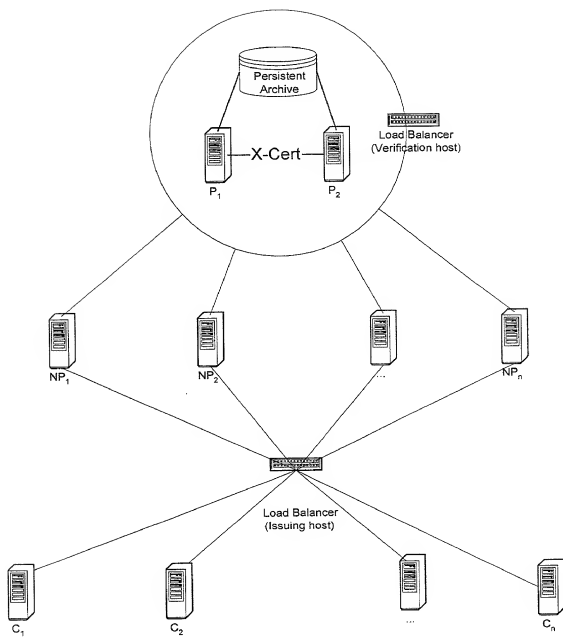 Persistent
Archive
X-Cert
P1
P2
Load Balancer
(Verification host)
NP1
NP2
...
NPn
Load Balancer
(Issuing host)
C1
C2
...
Cn